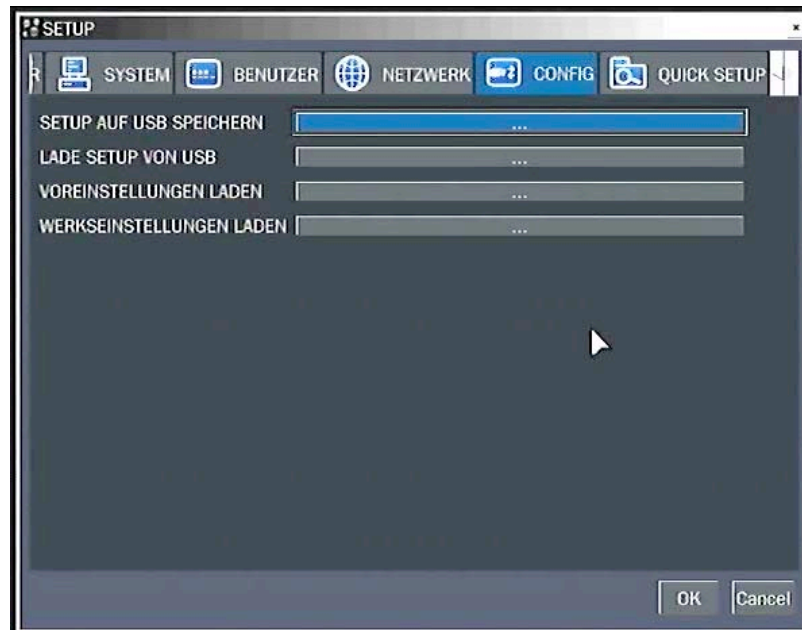 SETUP
R SYSTEM BENUTZER NETZWERK CONFIG QUICK SETUP
SETUP AUF USB SPEICHERN ...
LADE SETUP VON USB ...
VOREINSTELLUNGEN LADEN ...
WERKSEINSTELLUNGEN LADEN ...
OK Cancel